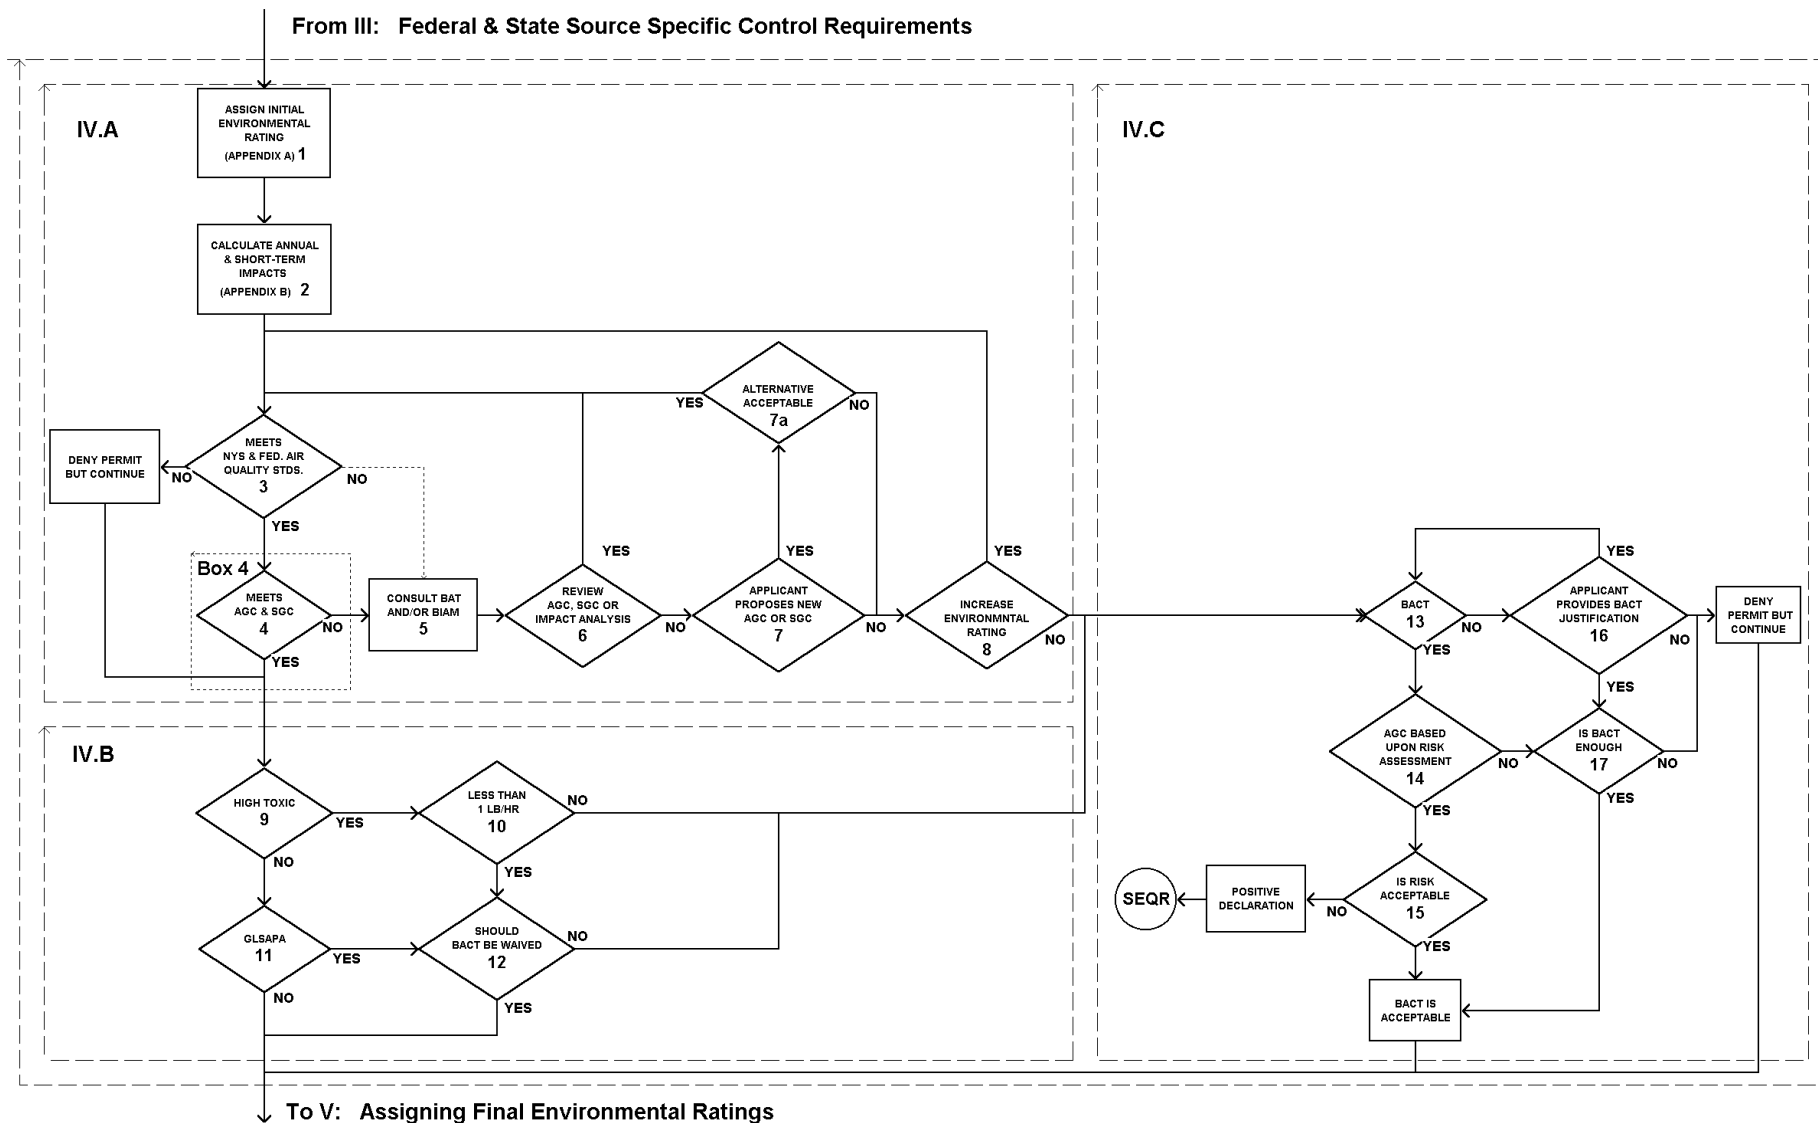 From III: Federal & State Source Specific Control Requirements
IV.A
ASSIGN INITIAL
ENVIRONMENTAL
RATING
(APPENDIX A) 1
CALCULATE ANNUAL
& SHORT-TERM
IMPACTS
(APPENDIX B) 2
DENY PERMIT
BUT CONTINUE
NO
MEETS
NYS & FED. AIR
QUALITY STDS.
3
NO
YES
Box 4
MEETS
AGC & SGC
4
NO
YES
CONSULT BAT
AND/OR BIAM
5
YES
REVIEW
AGC, SGC OR
IMPACT ANALYSIS
6
NO
YES
ALTERNATIVE
ACCEPTABLE
7a
NO
YES
APPLICANT
PROPOSES NEW
AGC OR SGC
7
NO
YES
INCREASE
ENVIRONMNTAL
RATING
8
NO
IV.B
HIGH TOXIC
9
YES
NO
LESS THAN
1 LB/HR
10
NO
YES
GLSAPA
11
YES
NO
SHOULD
BACT BE WAIVED
12
NO
YES
IV.C
BACT
13
NO
YES
YES
APPLICANT
PROVIDES BACT
JUSTIFICATION
16
NO
YES
DENY
PERMIT BUT
CONTINUE
AGC BASED
UPON RISK
ASSESSMENT
14
NO
YES
IS BACT
ENOUGH
17
NO
YES
IS RISK
ACCEPTABLE
15
NO
YES
POSITIVE
DECLARATION
SEQR
BACT IS
ACCEPTABLE
To V: Assigning Final Environmental Ratings